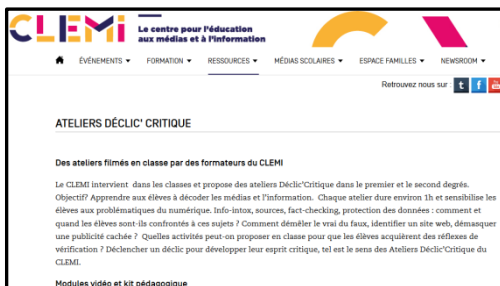 CLEMI
Le centre pour l'éducation
aux médias et à l'information
ÉVÉNEMENTS FORMATION RESSOURCES MÉDIAS SCOLAIRES ESPACE FAMILLES NEWSROOM
Retrouvez nous sur t f You
ATELIERS DÉCLIC' CRITIQUE
Des ateliers filmés en classe par des formateurs du CLEMI
Le CLEMI intervient dans les classes et propose des ateliers Déclic'Critique dans le premier et le second degrés.
Objectif? Apprendre aux élèves à décoder les médias et l'information. Chaque atelier dure environ 1h et sensibilise les
élèves aux problématiques du numérique. Info-intox, sources, fact-checking, protection des données : comment et
quand les élèves sont-ils confrontés à ces sujets ? Comment démêler le vrai du faux, identifier un site web, démasquer
une publicité cachée ? Quelles activités peut-on proposer en classe pour que les élèves acquièrent des réflexes de
vérification ? Déclencher un déclic pour développer leur esprit critique, tel est le sens des Ateliers Déclic'Critique du
CLEMI.
Modules vidéo et kit pédagogique